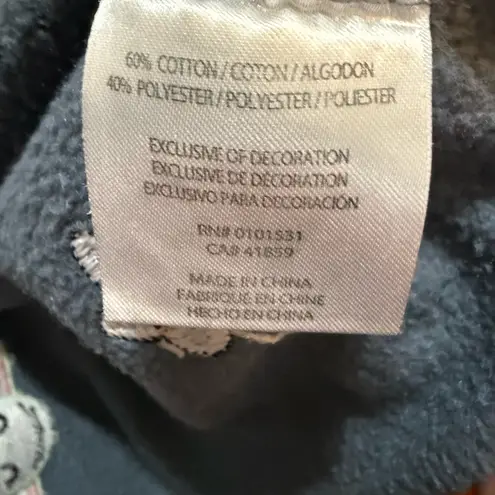 60% COTTON / COTON / ALGODON
40% POLYESTER / POLYESTER / POLIESTER
EXCLUSIVE OF DECORATION
EXCLUSIVE DE DECORATION
EXCLUSIVO PARA DECORACIÓN
RN# 0101531
CA# 41859
MADE IN CHINA
FABRIQUE EN CHINE
HECHO EN CHINA